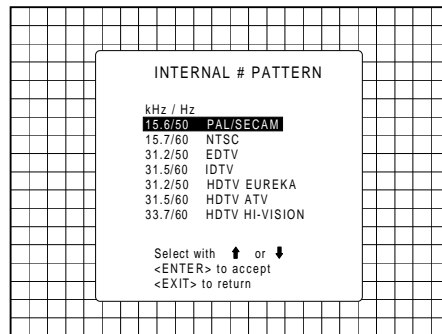 INTERNAL # PATTERN
kHz / Hz
15.6/50 PAL/SECAM
15.7/60 NTSC
31.2/50 EDTV
31.5/60 IDTV
31.2/50 HDTV EUREKA
31.5/60 HDTV ATV
33.7/60 HDTV HI-VISION
Select with ⬆ or ⬇
<ENTER> to accept
<EXIT> to return